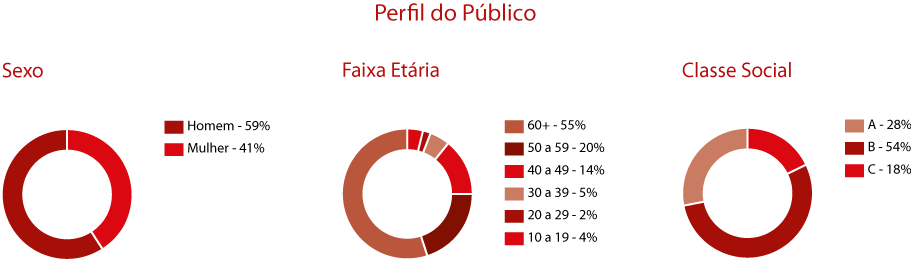 Perfil do Público
Sexo
Homem - 59%
Mulher - 41%
Faixa Etária
60+ - 55%
50 a 59 - 20%
40 a 49 - 14%
30 a 39 - 5%
20 a 29 - 2%
10 a 19 - 4%
Classe Social
A - 28%
B - 54%
C - 18%